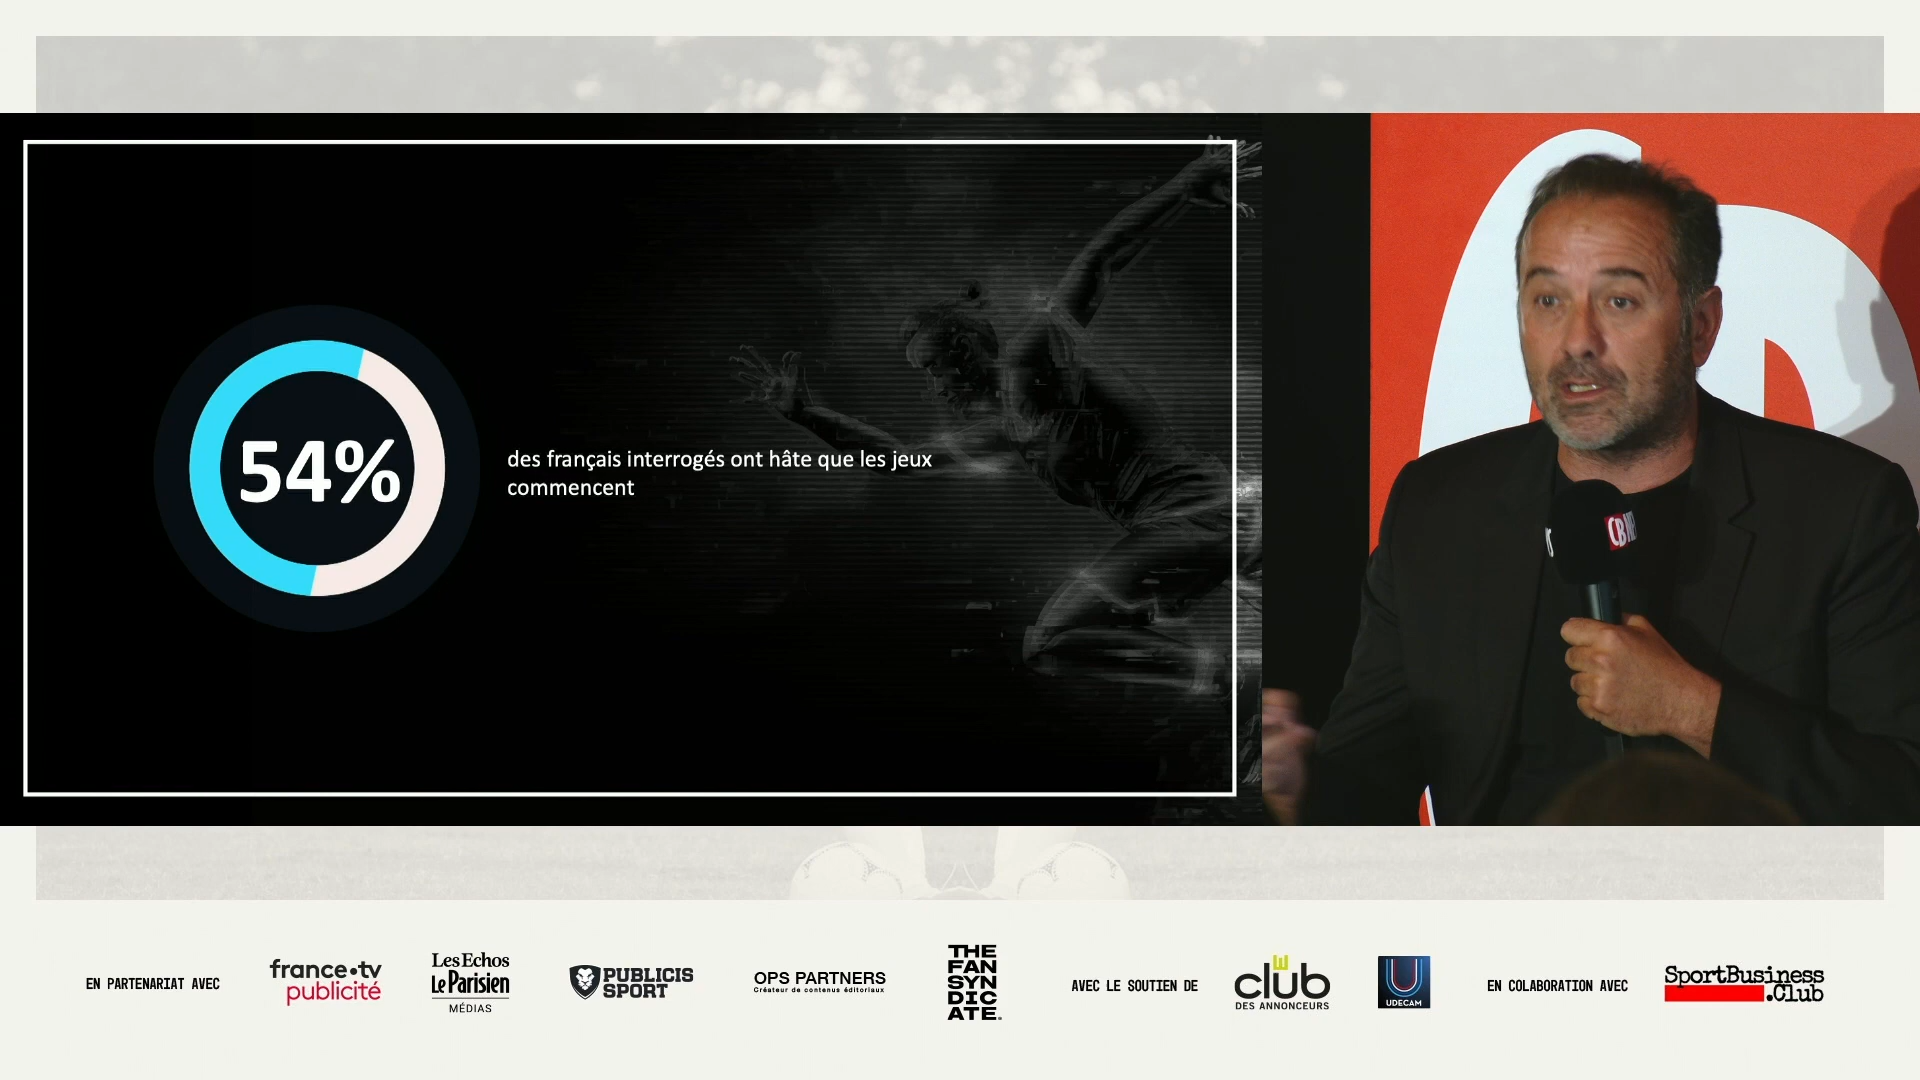 54%
des français interrogés ont hâte que les jeux
commencent
CBNE
EN PARTENARIAT AVEC
france•tv
publicité
Les Echos
Le Parisien
MÉDIAS
PUBLICIS
SPORT
OPS PARTNERS
Créateur de contenus éditoriaux
THE
FAN
SYN
DIC
ATE.
AVEC LE SOUTIEN DE
club
DES ANNONCEURS
UDECAM
EN COLABORATION AVEC
SportBusiness
.Club